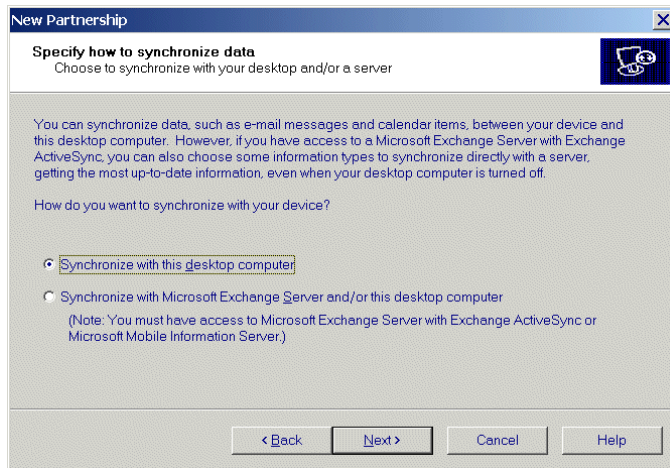 New Partnership
Specify how to synchronize data
Choose to synchronize with your desktop and/or a server
You can synchronize data, such as e-mail messages and calendar items, between your device and
this desktop computer. However, if you have access to a Microsoft Exchange Server with Exchange
ActiveSync, you can also choose some information types to synchronize directly with a server,
getting the most up-to-date information, even when your desktop computer is turned off.
How do you want to synchronize with your device?
Synchronize with this desktop computer
Synchronize with Microsoft Exchange Server and/or this desktop computer
(Note: You must have access to Microsoft Exchange Server with Exchange ActiveSync or
Microsoft Mobile Information Server.)
< Back Next > Cancel Help